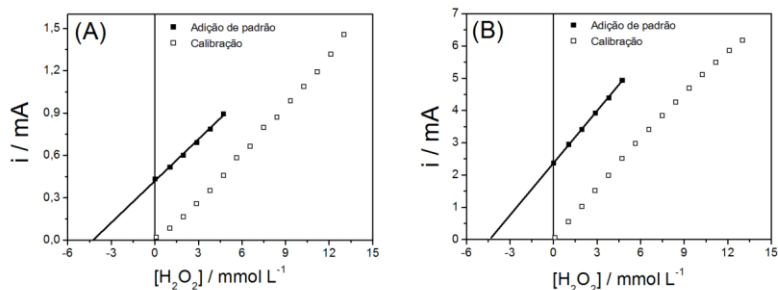 (A)
Adição de padrão
Calibração
1,5
1,2
0,9
0,6
0,3
0,0
i / mA
-6 -3 0 3 6 9 12 15
[H₂O₂] / mmol L⁻¹
(B)
Adição de padrão
Calibração
7
6
5
4
3
2
1
0
i / mA
-6 -3 0 3 6 9 12 15
[H₂O₂] / mmol L⁻¹